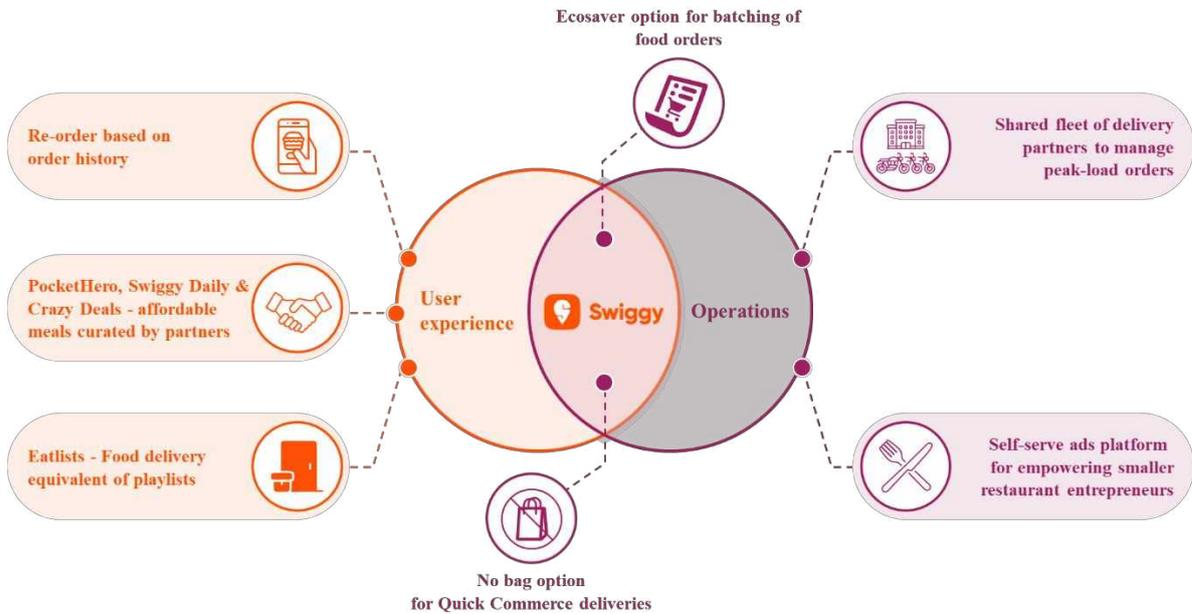 Ecosaver option for batching of
food orders
Re-order based on
order history
Shared fleet of delivery
partners to manage
peak-load orders
PocketHero, Swiggy Daily &
Crazy Deals - affordable
meals curated by partners
User
experience
Swiggy
Operations
Eatlists - Food delivery
equivalent of playlists
Self-serve ads platform
for empowering smaller
restaurant entrepreneurs
No bag option
for Quick Commerce deliveries